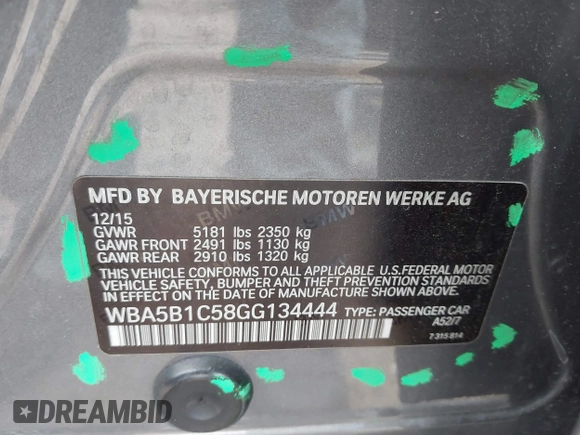 MFD BY BAYERISCHE MOTOREN WERKE AG
12/15
GVWR 5181 lbs 2350 kg
GAWR FRONT 2491 lbs 1130 kg
GAWR REAR 2910 lbs 1320 kg
THIS VEHICLE CONFORMS TO ALL APPLICABLE U.S.FEDERAL MOTOR
VEHICLE SAFETY, BUMPER AND THEFT PREVENTION STANDARDS
IN EFFECT ON THE DATE OF MANUFACTURE SHOWN ABOVE.
WBA5B1C58GG134444 TYPE: PASSENGER CAR
A52/7
7 315 814
DREAMBID